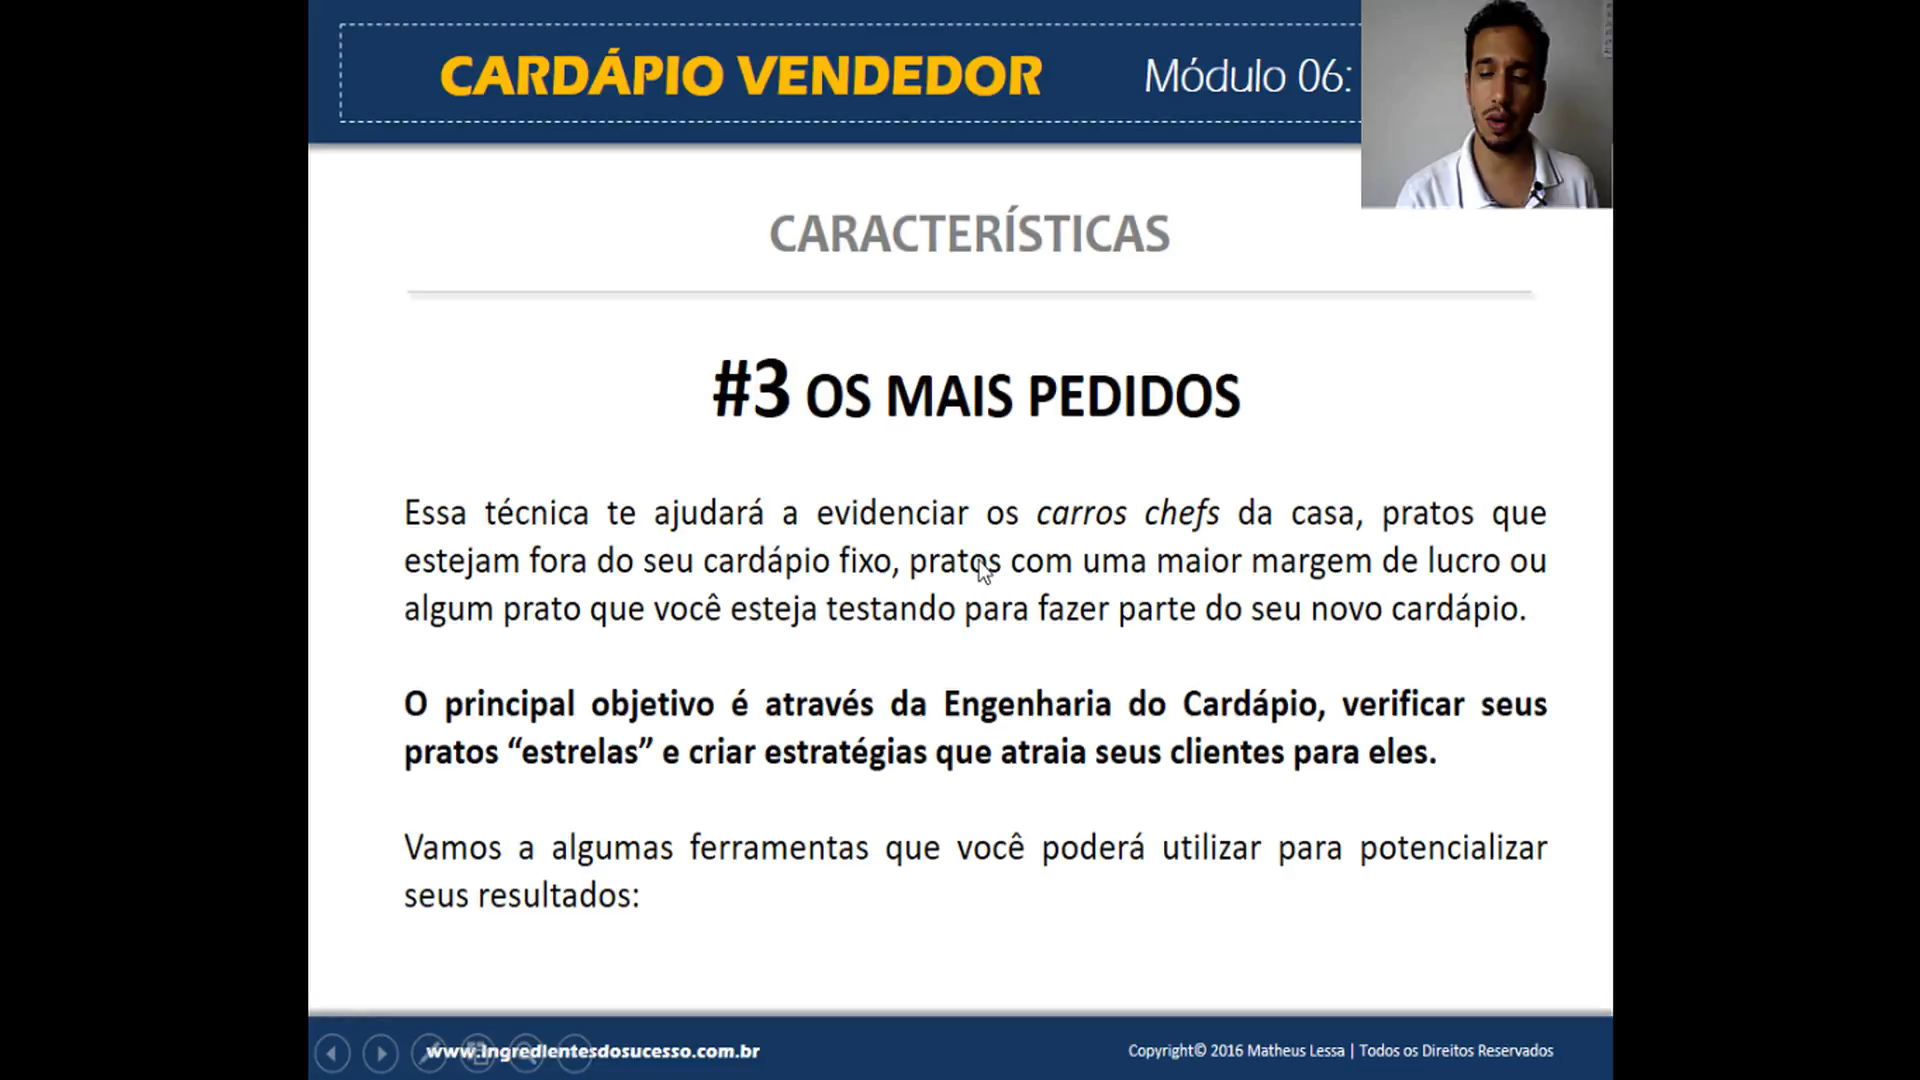 CARDÁPIO VENDEDOR Módulo 06:
CARACTERÍSTICAS
#3 OS MAIS PEDIDOS
Essa técnica te ajudará a evidenciar os carros chefs da casa, pratos que
estejam fora do seu cardápio fixo, pratos com uma maior margem de lucro ou
algum prato que você esteja testando para fazer parte do seu novo cardápio.
O principal objetivo é através da Engenharia do Cardápio, verificar seus
pratos “estrelas” e criar estratégias que atraia seus clientes para eles.
Vamos a algumas ferramentas que você poderá utilizar para potencializar
seus resultados:
www.ingredientesdosucesso.com.br
Copyright© 2016 Matheus Lessa | Todos os Direitos Reservados